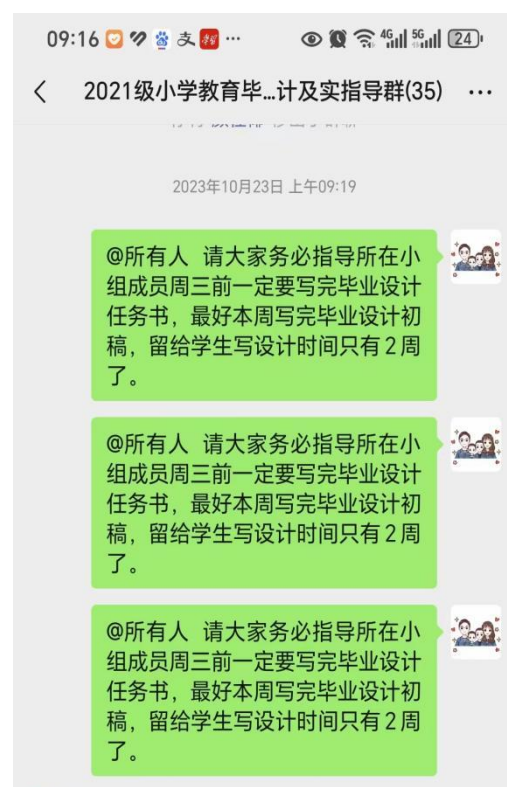 09:16
4G 5G 24
2021级小学教育毕…计及实指导群(35)
2023年10月23日 上午09:19
@所有人 请大家务必指导所在小
组成员周三前一定要写完毕业设计
任务书，最好本周写完毕业设计初
稿，留给学生写设计时间只有2周
了。
@所有人 请大家务必指导所在小
组成员周三前一定要写完毕业设计
任务书，最好本周写完毕业设计初
稿，留给学生写设计时间只有2周
了。
@所有人 请大家务必指导所在小
组成员周三前一定要写完毕业设计
任务书，最好本周写完毕业设计初
稿，留给学生写设计时间只有2周
了。